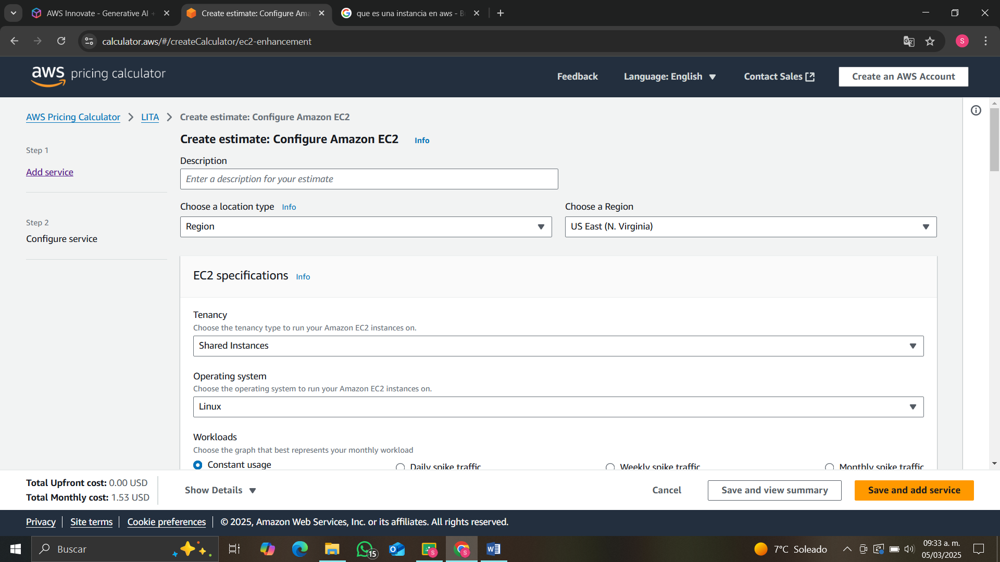 AWS Innovate - Generative AI +
Create estimate: Configure Ama
que es una instancia en aws - B
calculator.aws/#/createCalculator/ec2-enhancement
S
aws pricing calculator
Feedback
Language: English
Contact Sales
Create an AWS Account
AWS Pricing Calculator
LITA
Create estimate: Configure Amazon EC2
Create estimate: Configure Amazon EC2
Info
Step 1
Add service
Step 2
Configure service
Description
Enter a description for your estimate
Choose a location type
Info
Region
Choose a Region
US East (N. Virginia)
EC2 specifications
Info
Tenancy
Choose the tenancy type to run your Amazon EC2 instances on.
Shared Instances
Operating system
Choose the operating system to run your Amazon EC2 instances on.
Linux
Workloads
Choose the graph that best represents your monthly workload
Constant usage
Daily spike traffic
Weekly spike traffic
Monthly spike traffic
Total Upfront cost: 0.00 USD
Total Monthly cost: 1.53 USD
Show Details
Cancel
Save and view summary
Save and add service
Privacy
Site terms
Cookie preferences
© 2025, Amazon Web Services, Inc. or its affiliates. All rights reserved.
Buscar
15
S
S
7°C Soleado
09:33 a. m.
05/03/2025